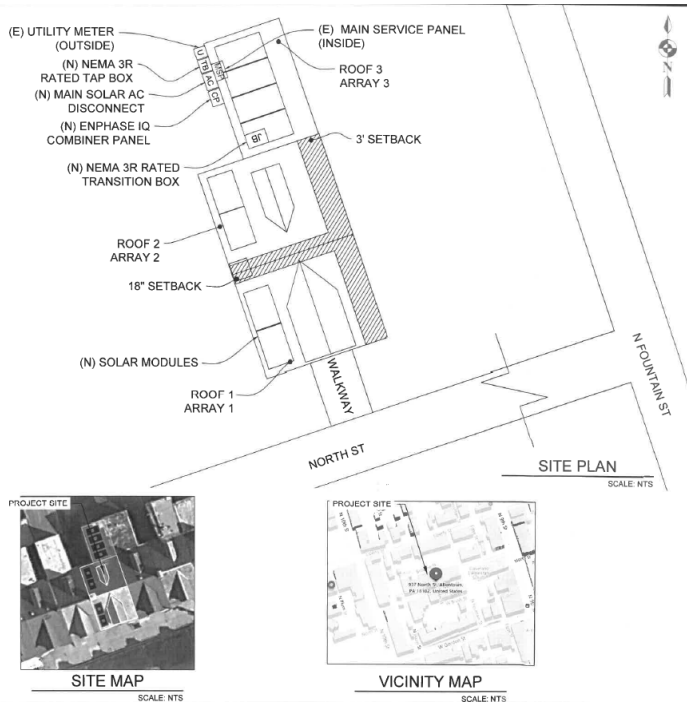 (E) UTILITY METER
(OUTSIDE)
(N) NEMA 3R
RATED TAP BOX
(N) MAIN SOLAR AC
DISCONNECT
(N) ENPHASE IQ
COMBINER PANEL
(N) NEMA 3R RATED
TRANSITION BOX
U
TB
AC
CP
MSP
JB
(E) MAIN SERVICE PANEL
(INSIDE)
ROOF 3
ARRAY 3
3' SETBACK
ROOF 2
ARRAY 2
18" SETBACK
(N) SOLAR MODULES
ROOF 1
ARRAY 1
WALKWAY
NORTH ST
N FOUNTAIN ST
N
SITE PLAN
SCALE: NTS
PROJECT SITE
SITE MAP
SCALE: NTS
PROJECT SITE
VICINITY MAP
SCALE: NTS